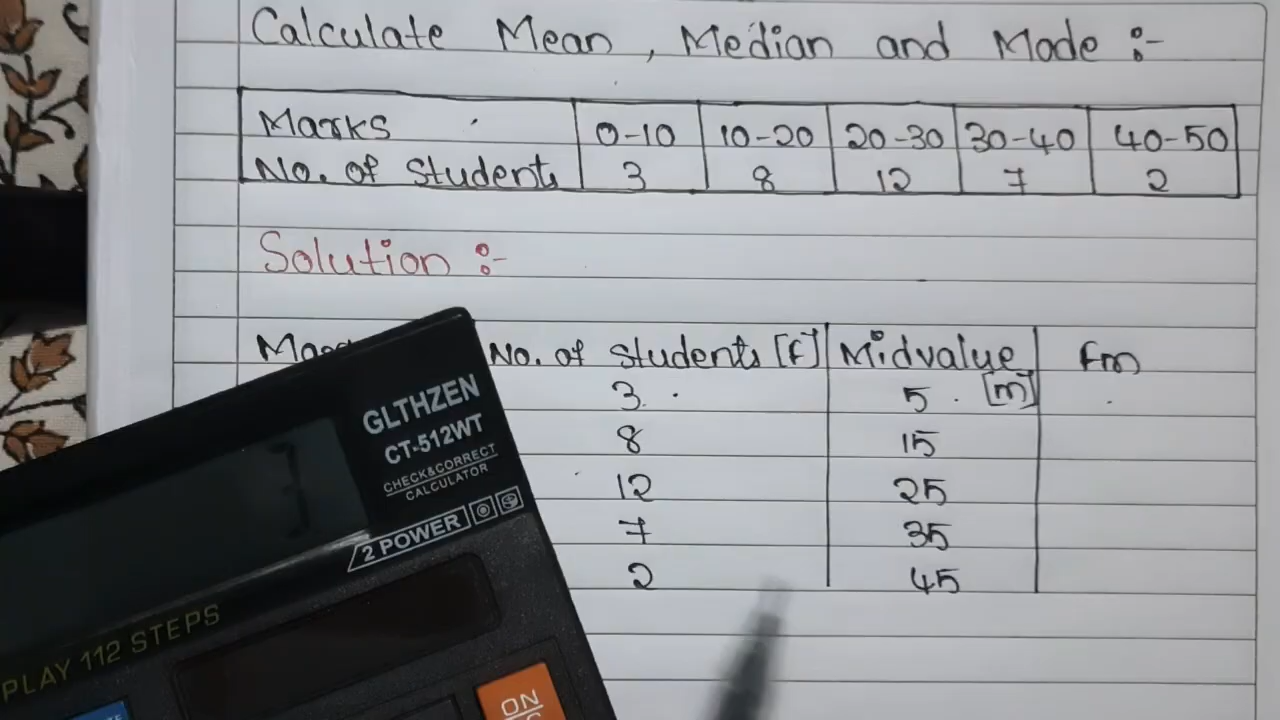 Calculate Mean, Median and Mode :-
Marks 0-10 10-20 20-30 30-40 40-50
No. of Students 3 8 12 7 2
Solution :-
No. of Students [f] Midvalue [m] fm
3 5
8 15
12 25
7 35
2 45
GLTHZEN
CT-512WT
CHECK&CORRECT
CALCULATOR
2 POWER
PLAY 112 STEPS
ON